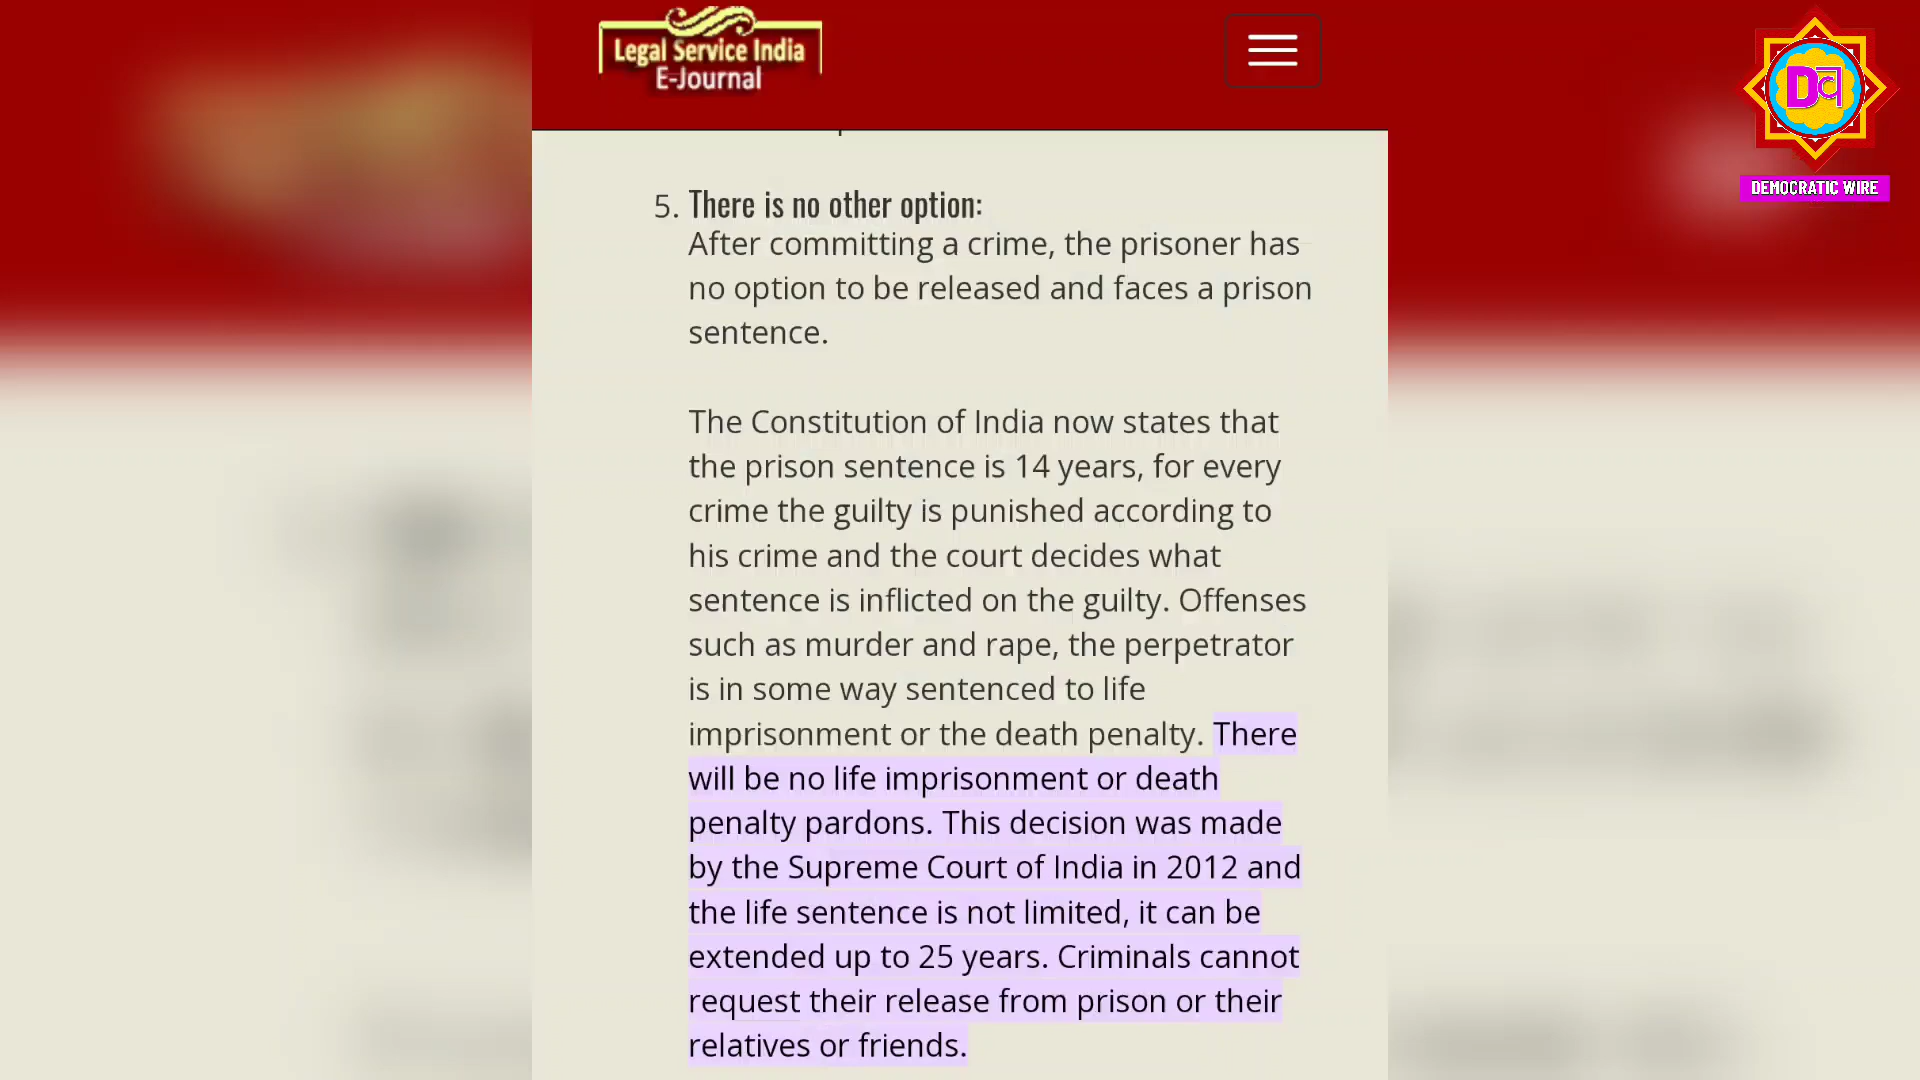 Legal Service India
E-Journal
Dव
DEMOCRATIC WIRE
5. There is no other option:
After committing a crime, the prisoner has
no option to be released and faces a prison
sentence.
The Constitution of India now states that
the prison sentence is 14 years, for every
crime the guilty is punished according to
his crime and the court decides what
sentence is inflicted on the guilty. Offenses
such as murder and rape, the perpetrator
is in some way sentenced to life
imprisonment or the death penalty. There
will be no life imprisonment or death
penalty pardons. This decision was made
by the Supreme Court of India in 2012 and
the life sentence is not limited, it can be
extended up to 25 years. Criminals cannot
request their release from prison or their
relatives or friends.